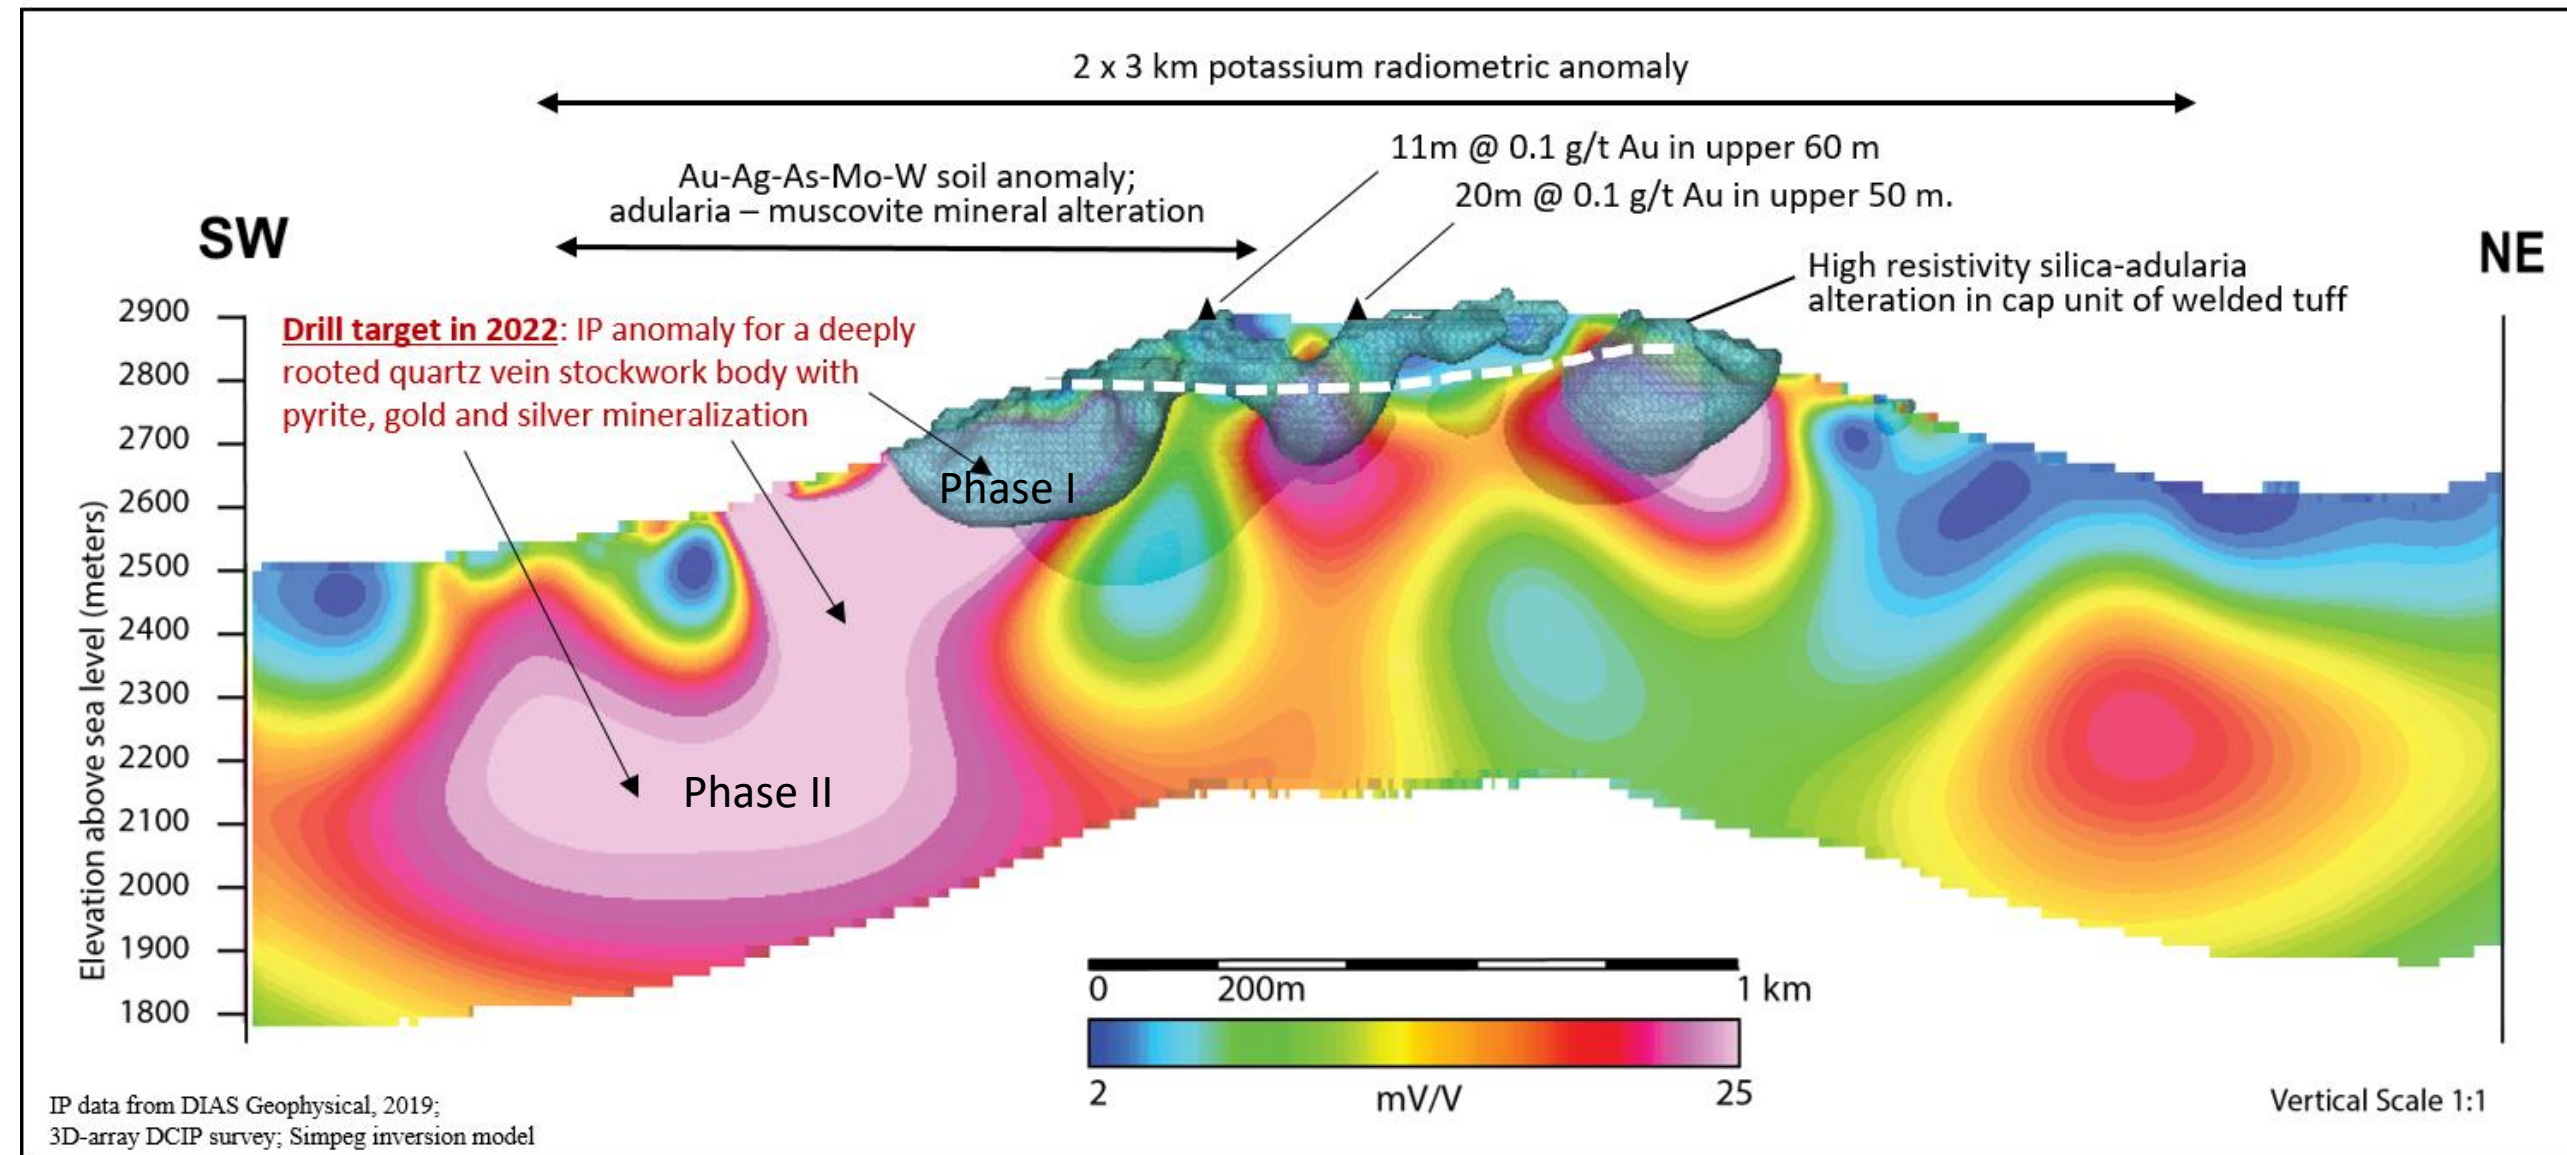 2 x 3 km potassium radiometric anomaly
11m @ 0.1 g/t Au in upper 60 m
Au-Ag-As-Mo-W soil anomaly;
adularia – muscovite mineral alteration
20m @ 0.1 g/t Au in upper 50 m.
SW
NE
High resistivity silica-adularia
alteration in cap unit of welded tuff
Drill target in 2022: IP anomaly for a deeply
rooted quartz vein stockwork body with
pyrite, gold and silver mineralization
Elevation above sea level (meters)
2900
2800
2700
2600
2500
2400
2300
2200
2100
2000
1900
1800
Phase I
Phase II
0 200m 1 km
2 mV/V 25
Vertical Scale 1:1
IP data from DIAS Geophysical, 2019;
3D-array DCIP survey; Simpeg inversion model